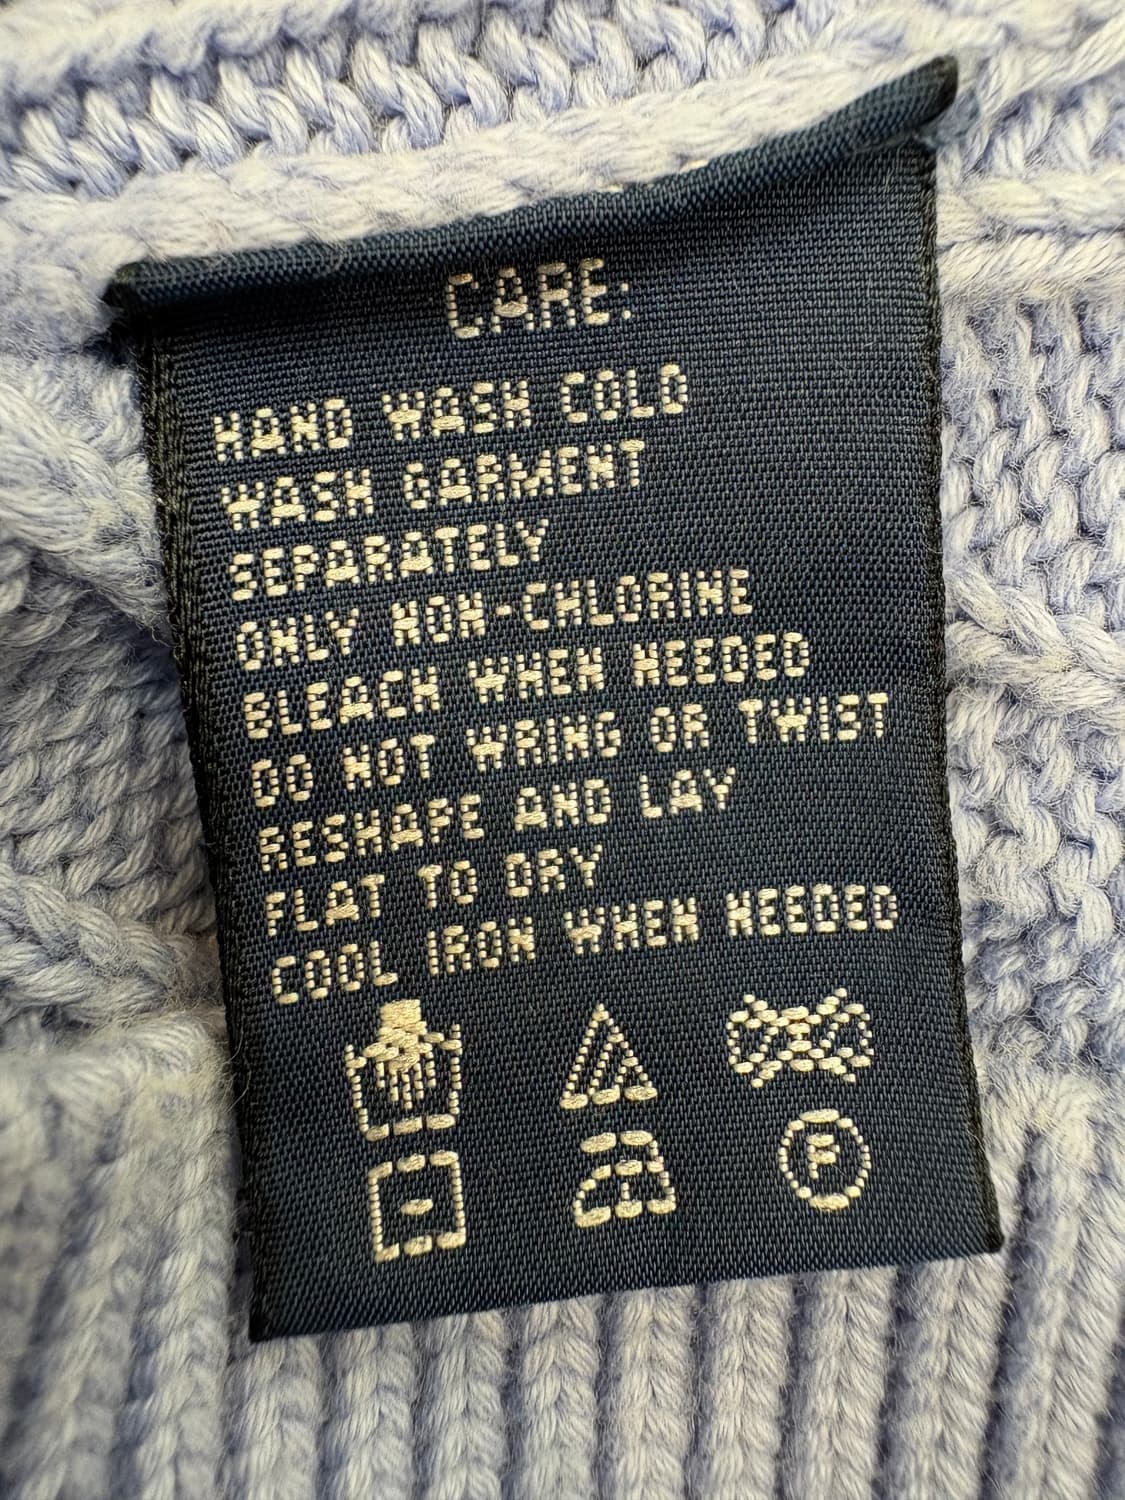 CARE:
HAND WASH COLD
WASH GARMENT
SEPARATELY
ONLY NON-CHLORINE
BLEACH WHEN NEEDED
DO NOT WRING OR TWIST
RESHAPE AND LAY
FLAT TO DRY
COOL IRON WHEN NEEDED
F